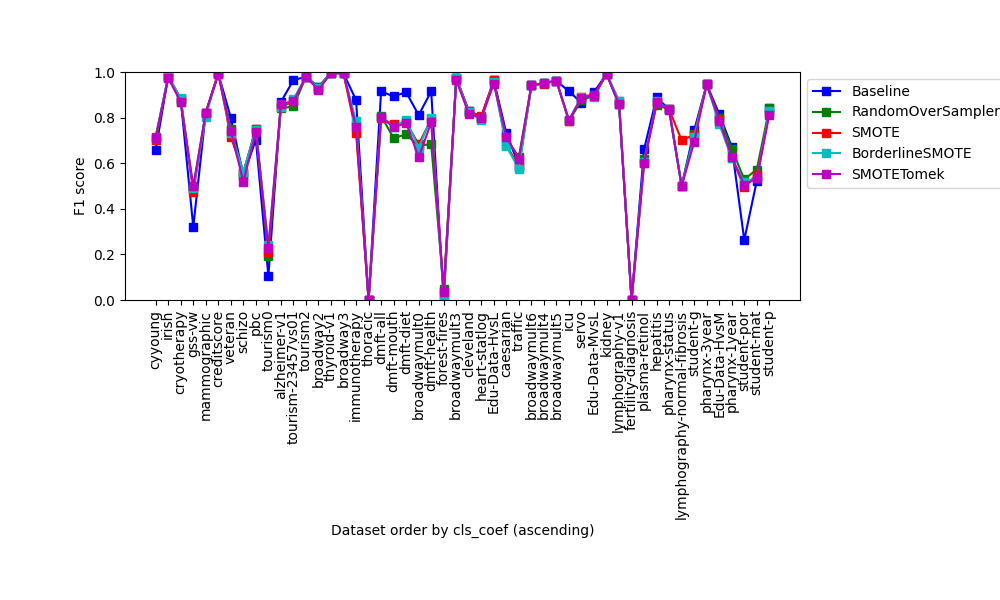 1.0
0.8
0.6
0.4
0.2
0.0
F1 score
Baseline
RandomOverSampler
SMOTE
BorderlineSMOTE
SMOTETomek
cyyoung
irish
cryotherapy
gss-vw
mammographic
creditscore
veteran
schizo
pbc
tourism0
alzheimer-v1
tourism-23457vs01
tourism2
broadway2
thyroid-v1
broadway3
immunotherapy
thoracic
dmft-all
dmft-mouth
dmft-diet
broadwaymult0
dmft-health
forest-fires
broadwaymult3
cleveland
heart-statlog
Edu-Data-HvsL
caesarian
traffic
broadwaymult6
broadwaymult4
broadwaymult5
icu
servo
Edu-Data-MvsL
kidney
lymphography-v1
fertility-diagnosis
plasma-retinol
hepatitis
pharynx-status
lymphography-normal-fibrosis
student-g
pharynx-3year
Edu-Data-HvsM
pharynx-1year
student-por
student-mat
student-p
Dataset order by cls_coef (ascending)